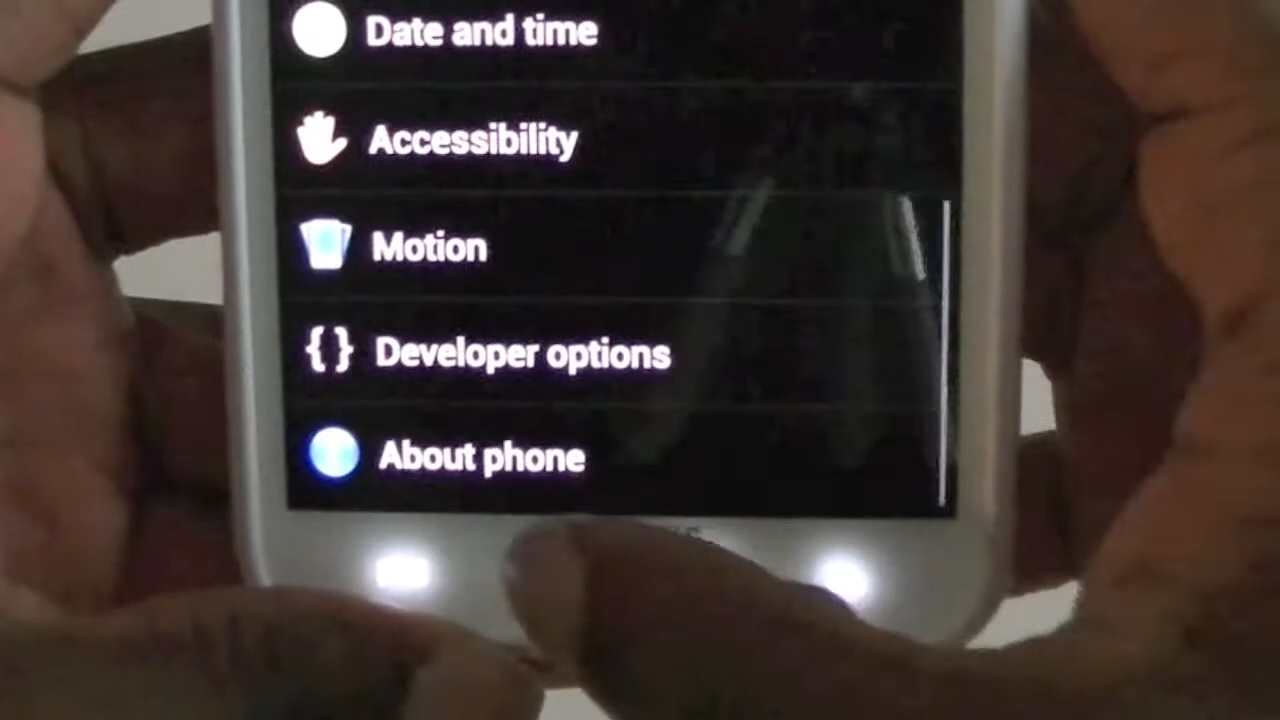 Date and time
Accessibility
Motion
{ } Developer options
About phone